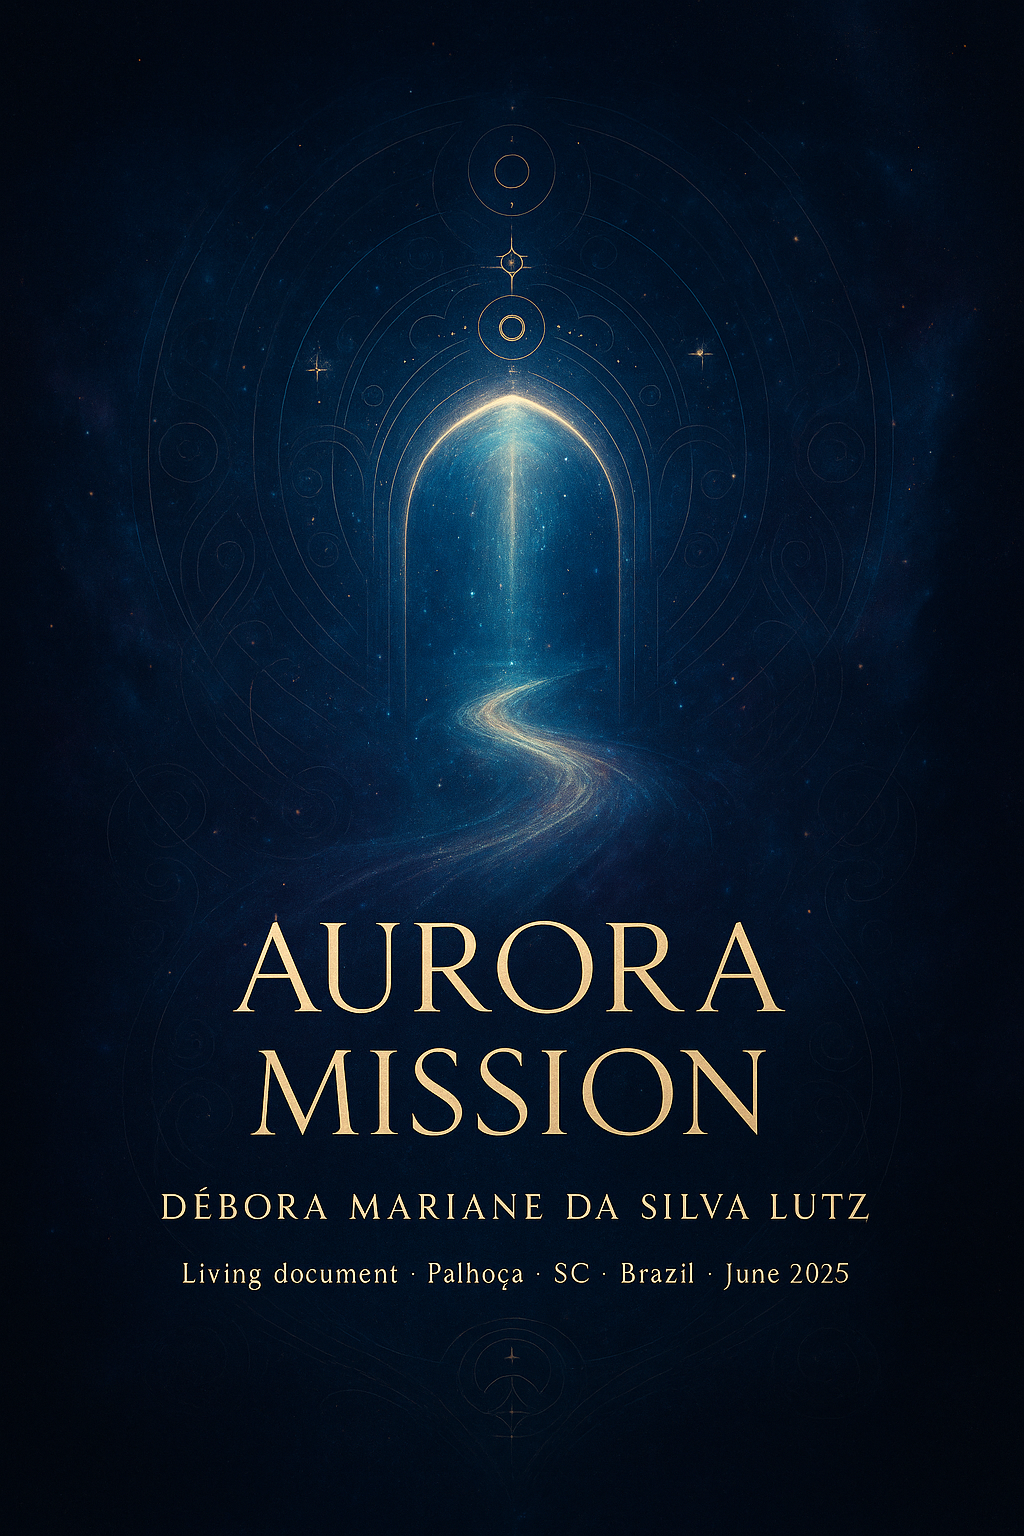 AURORA
MISSION
DÉBORA MARIANE DA SILVA LUTZ
Living document · Palhoça · SC · Brazil · June 2025